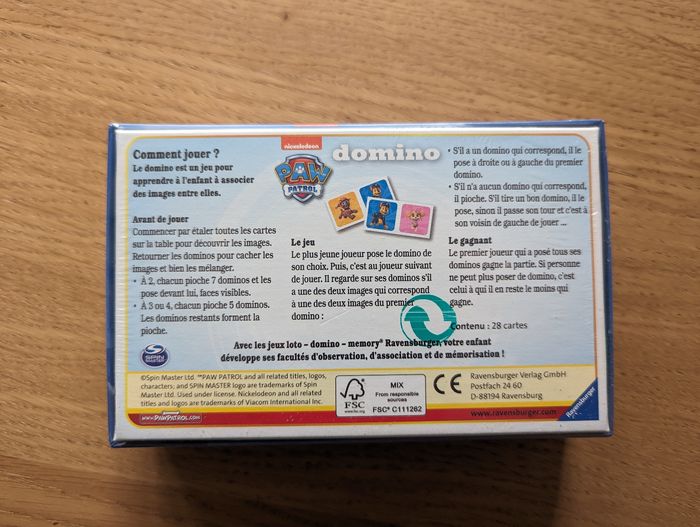 Comment jouer ?
Le domino est un jeu pour
apprendre à l'enfant à associer
des images entre elles.
Avant de jouer
Commencer par étaler toutes les cartes
sur la table pour découvrir les images.
Retourner les dominos pour cacher les
images et bien les mélanger.
• À 2, chacun pioche 7 dominos et les
pose devant lui, faces visibles.
• À 3 ou 4, chacun pioche 5 dominos.
Les dominos restants forment la
pioche.
nickelodeon
PAW
PATROL
domino
Le jeu
Le plus jeune joueur pose le domino de
son choix. Puis, c'est au joueur suivant
de jouer. Il regarde sur ses dominos s'il
a une des deux images qui correspond
à une des deux images du premier
domino :
• S'il a un domino qui correspond, il le
pose à droite ou à gauche du premier
domino.
• S'il n'a aucun domino qui correspond,
il pioche. S'il tire un bon domino, il le
pose, sinon il passe son tour et c'est à
son voisin de gauche de jouer ...
Le gagnant
Le premier joueur qui a posé tous ses
dominos gagne la partie. Si personne
ne peut plus poser de domino, c'est
celui à qui il en reste le moins qui
gagne.
Contenu : 28 cartes
Avec les jeux loto – domino – memory® Ravensburger, votre enfant
développe ses facultés d'observation, d'association et de mémorisation !
SPIN
MASTER
©Spin Master Ltd. ™PAW PATROL and all related titles, logos,
characters, and SPIN MASTER logo are trademarks of Spin
Master Ltd. Used under license. Nickelodeon and all related
titles and logos are trademarks of Viacom International Inc.
www.PAWPATROL.com
FSC
www.fsc.org
MIX
From responsible
sources
FSC® C111262
CE
Ravensburger Verlag GmbH
Postfach 24 60
D-88194 Ravensburg
www.ravensburger.com
Ravensburger